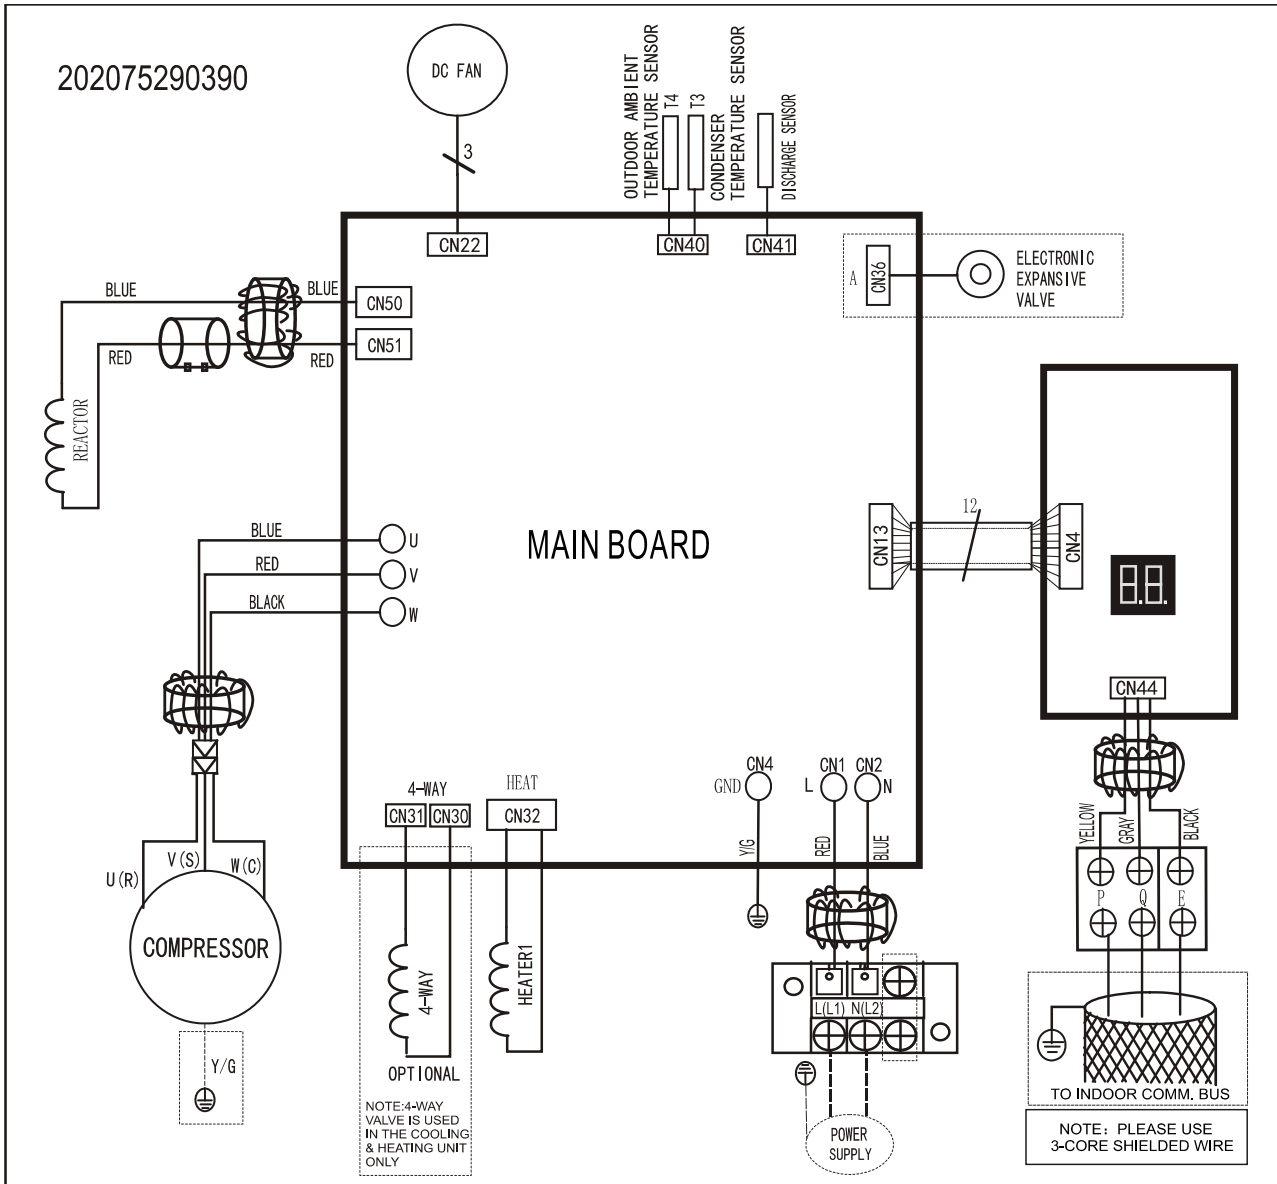 202075290390
DC FAN
3
OUTDOOR AMBIENT
TEMPERATURE SENSOR
T4
T3
CONDENSER
TEMPERATURE SENSOR
DISCHARGE SENSOR
CN22
CN40
CN41
A
CN36
ELECTRONIC
EXPANSIVE
VALVE
BLUE
BLUE
CN50
RED
RED
CN51
REACTOR
MAIN BOARD
BLUE
U
RED
V
BLACK
W
CN13
12
CN4
8.8.
CN44
4-WAY
CN31
CN30
HEAT
CN32
CN4
GND
CN1
L
CN2
N
Y/G
RED
BLUE
YELLOW
GRAY
BLACK
P
Q
E
U(R)
V(S)
W(C)
COMPRESSOR
Y/G
4-WAY
OPTIONAL
HEATER1
NOTE:4-WAY
VALVE IS USED
IN THE COOLING
& HEATING UNIT
ONLY
L(L1)
N(L2)
POWER
SUPPLY
TO INDOOR COMM. BUS
NOTE: PLEASE USE
3-CORE SHIELDED WIRE